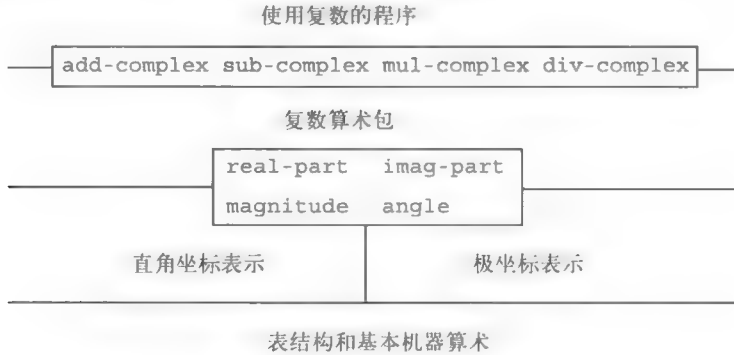 使用复数的程序
add-complex sub-complex mul-complex div-complex
复数算术包
real-part imag-part
magnitude angle
直角坐标表示 极坐标表示
表结构和基本机器算术